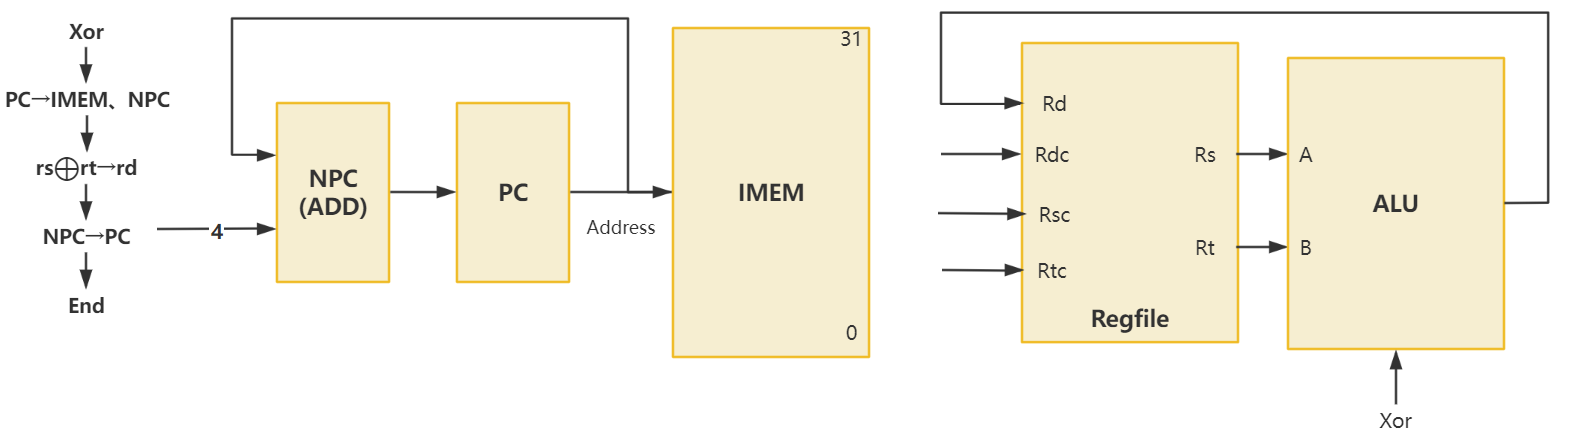 Xor
PC→IMEM、NPC
rs⊕rt→rd
NPC→PC
End
4
NPC
(ADD)
PC
Address
31
IMEM
0
Rd
Rdc
Rsc
Rtc
Rs
Rt
Regfile
A
B
ALU
Xor